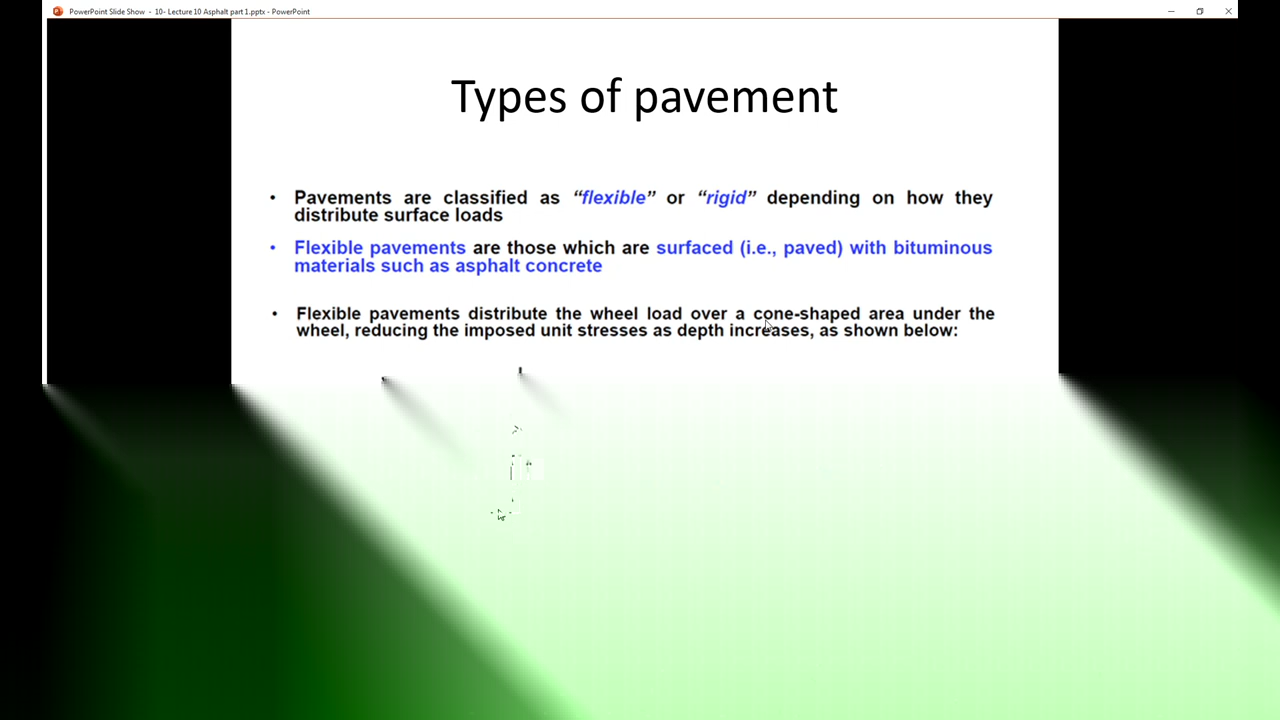 PowerPoint Slide Show - 10- Lecture 10 Asphalt part 1.pptx - PowerPoint
Types of pavement
• Pavements are classified as “flexible” or “rigid” depending on how they
distribute surface loads
• Flexible pavements are those which are surfaced (i.e., paved) with bituminous
materials such as asphalt concrete
• Flexible pavements distribute the wheel load over a cone-shaped area under the
wheel, reducing the imposed unit stresses as depth increases, as shown below: